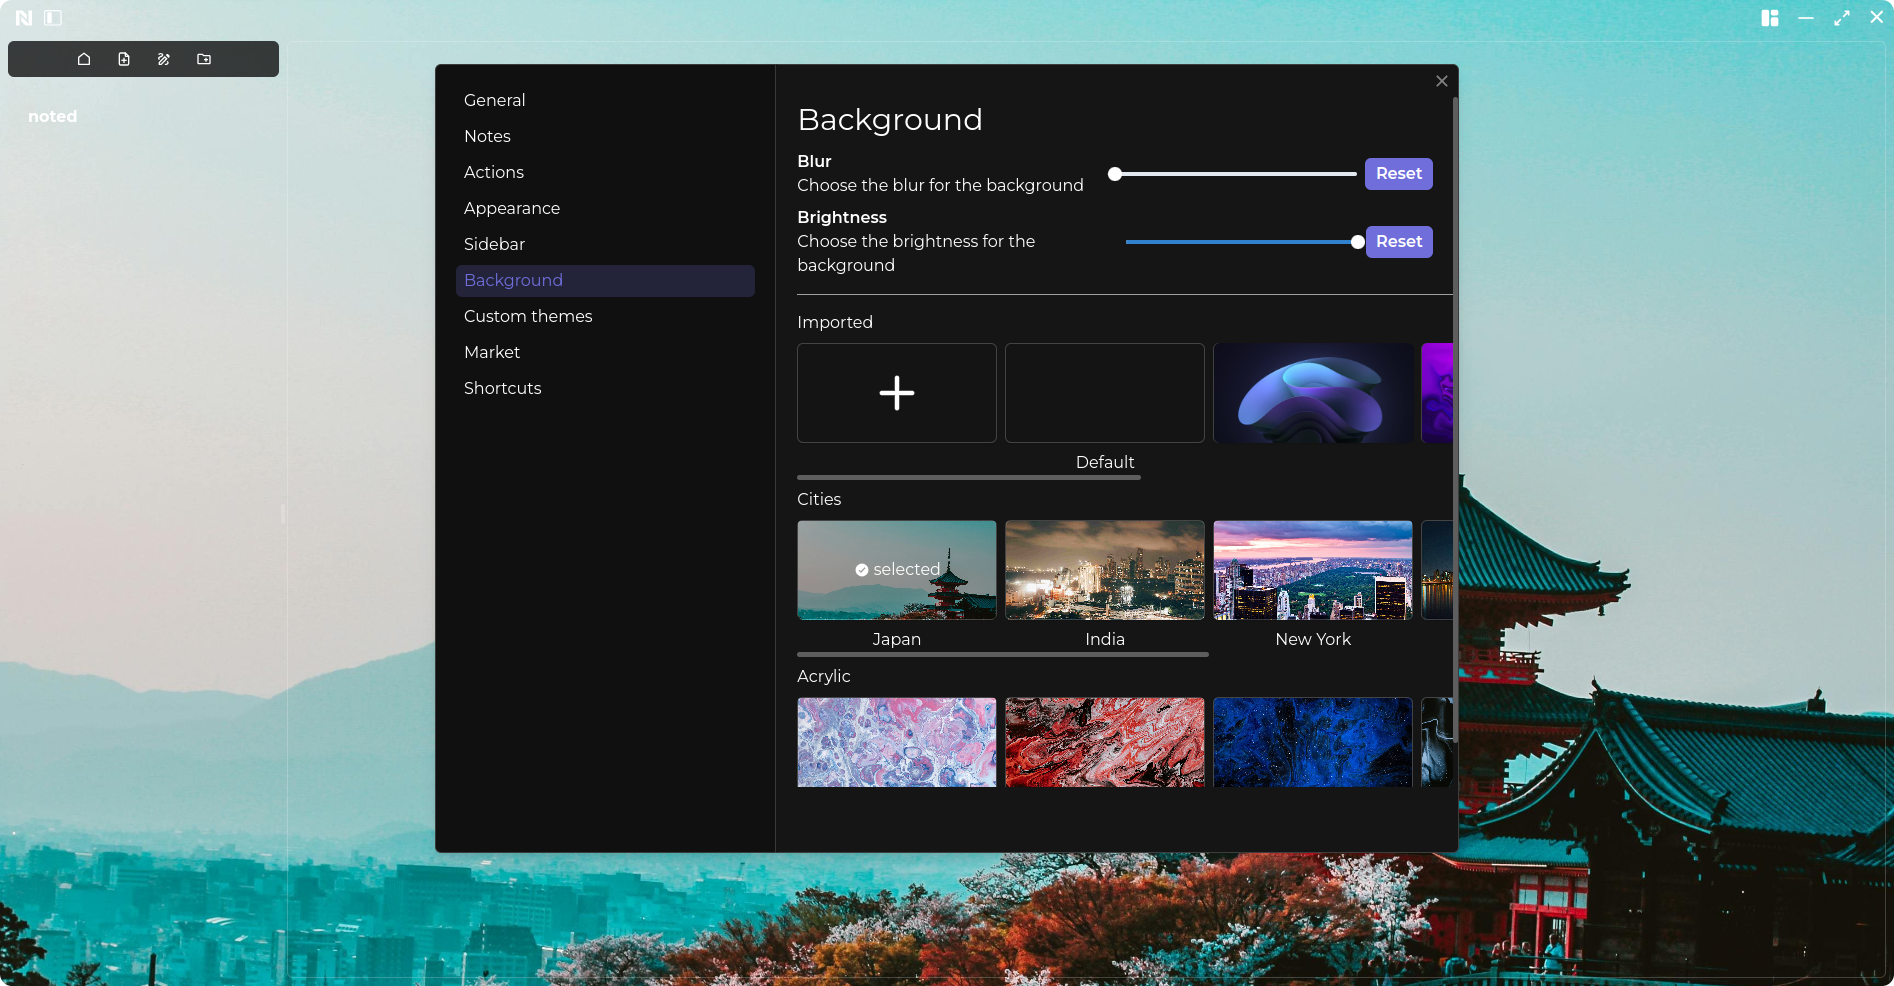 noted
General
Notes
Actions
Appearance
Sidebar
Background
Custom themes
Market
Shortcuts
Background
Blur
Choose the blur for the background
Reset
Brightness
Choose the brightness for the
background
Reset
Imported
Default
Cities
selected
Japan
India
New York
Acrylic